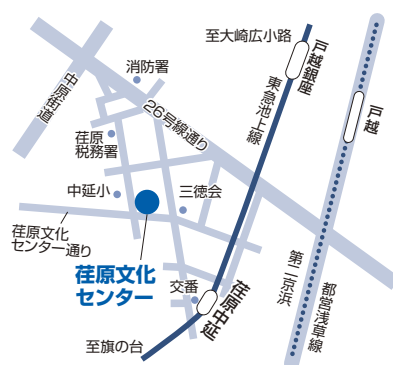 至大崎広小路
戸越銀座
東急池上線
戸越
消防署
中原街道
26号線通り
荏原
税務署
中延小
三徳会
荏原文化
センター通り
荏原文化
センター
交番
荏原中延
第二京浜
都営浅草線
至旗の台